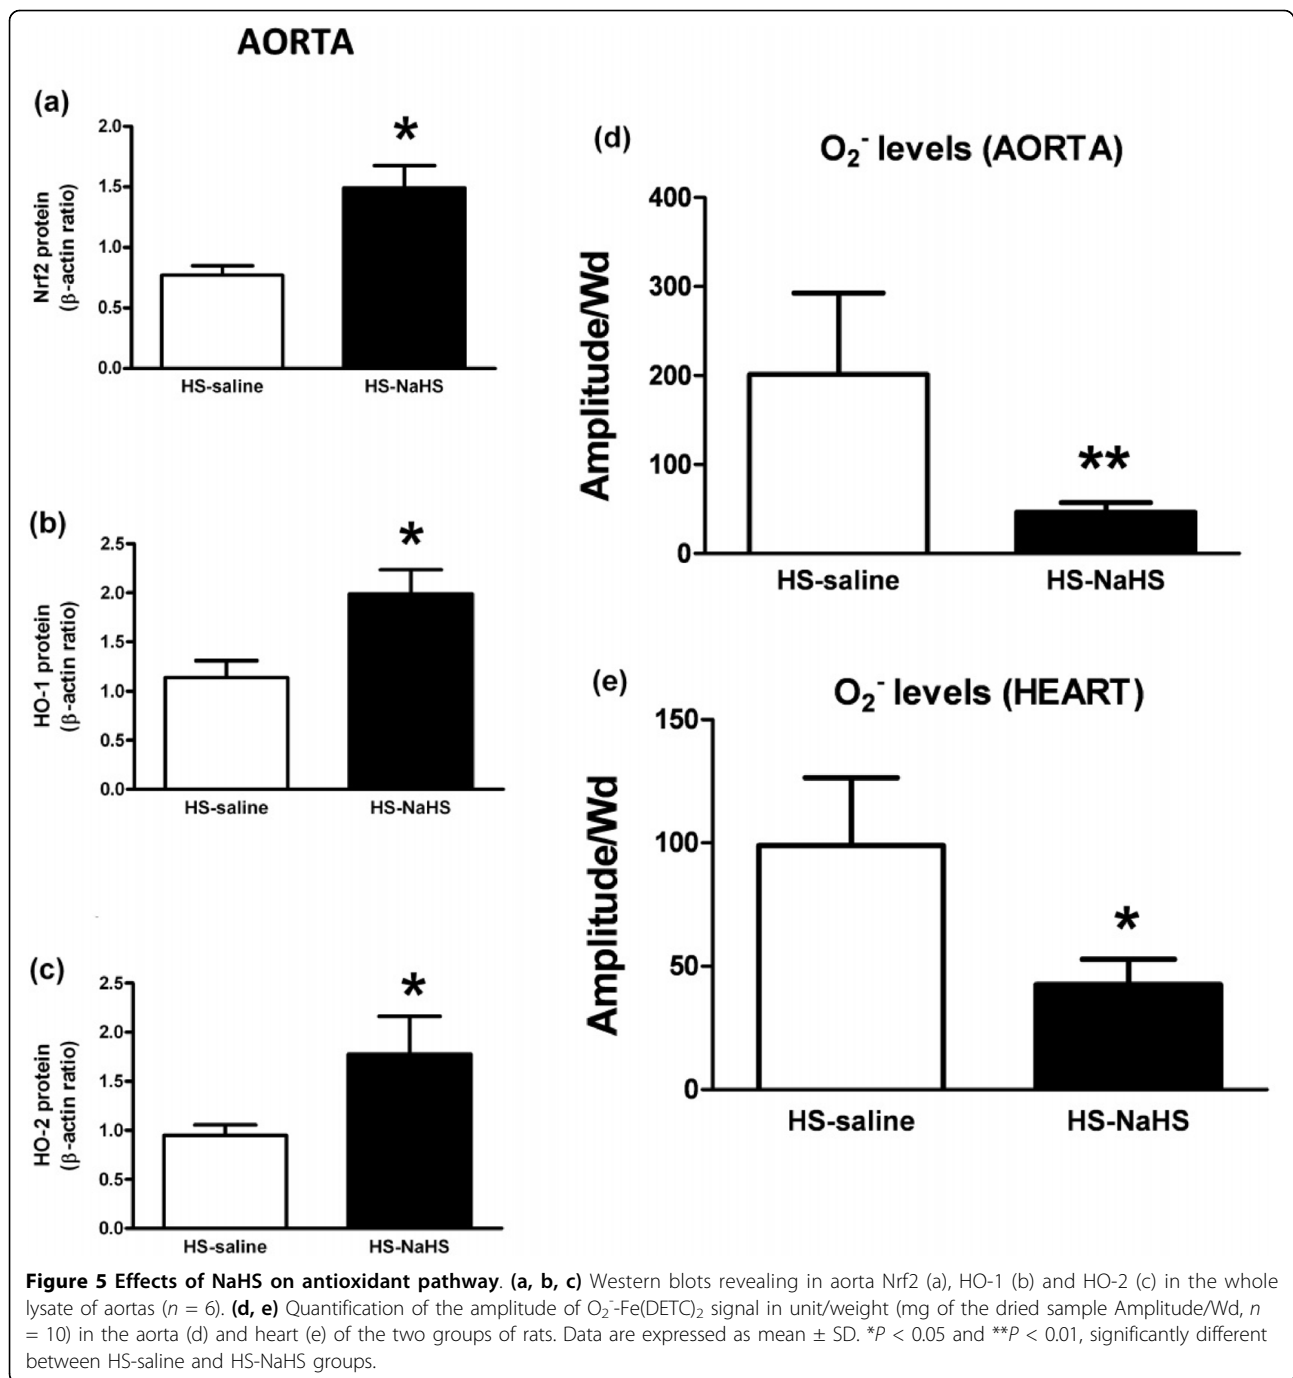 AORTA
(a)
*
2.0
1.5
1.0
0.5
0.0
Nrf2 protein
(β-actin ratio)
HS-saline HS-NaHS
(b)
*
2.5
2.0
1.5
1.0
0.5
0.0
HO-1 protein
(β-actin ratio)
HS-saline HS-NaHS
(c)
*
2.5
2.0
1.5
1.0
0.5
0.0
HO-2 protein
(β-actin ratio)
HS-saline HS-NaHS
(d)
O₂⁻ levels (AORTA)
400
300
200
100
0
Amplitude/Wd
**
HS-saline HS-NaHS
(e)
O₂⁻ levels (HEART)
150
100
50
0
Amplitude/Wd
*
HS-saline HS-NaHS
Figure 5 Effects of NaHS on antioxidant pathway. (a, b, c) Western blots revealing in aorta Nrf2 (a), HO-1 (b) and HO-2 (c) in the whole
lysate of aortas (n = 6). (d, e) Quantification of the amplitude of O₂⁻-Fe(DETC)₂ signal in unit/weight (mg of the dried sample Amplitude/Wd, n
= 10) in the aorta (d) and heart (e) of the two groups of rats. Data are expressed as mean ± SD. *P < 0.05 and **P < 0.01, significantly different
between HS-saline and HS-NaHS groups.